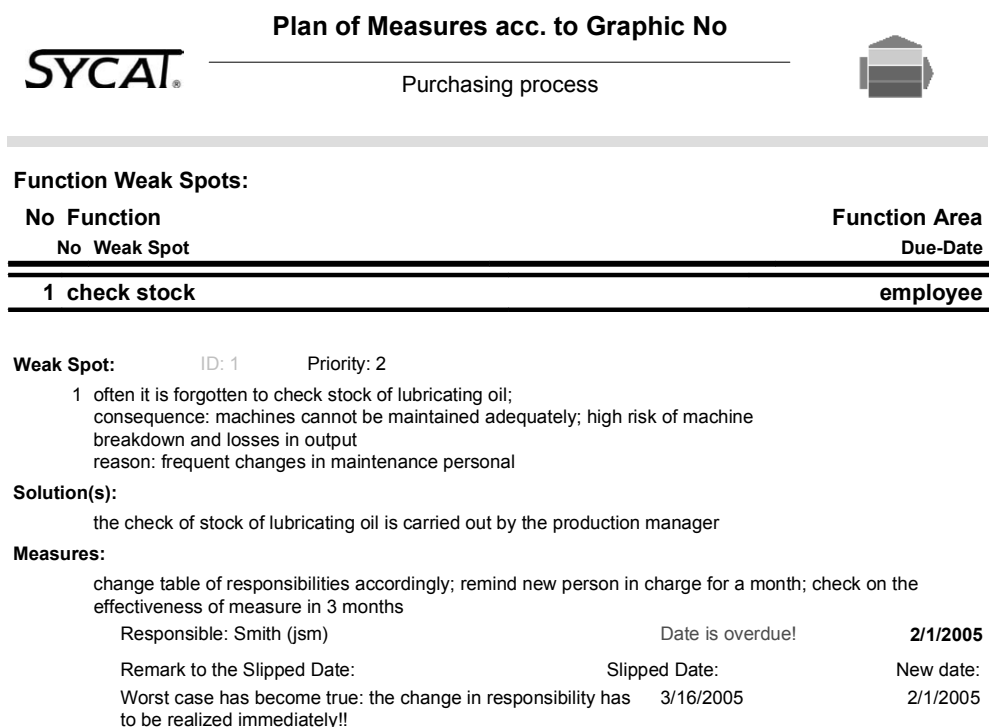 Plan of Measures acc. to Graphic No
SYCAT®
Purchasing process
Function Weak Spots:
No Function Function Area
No Weak Spot Due-Date
1 check stock employee
Weak Spot: ID: 1 Priority: 2
1 often it is forgotten to check stock of lubricating oil;
consequence: machines cannot be maintained adequately; high risk of machine
breakdown and losses in output
reason: frequent changes in maintenance personal
Solution(s):
the check of stock of lubricating oil is carried out by the production manager
Measures:
change table of responsibilities accordingly; remind new person in charge for a month; check on the
effectiveness of measure in 3 months
Responsible: Smith (jsm) Date is overdue! 2/1/2005
Remark to the Slipped Date: Slipped Date: New date:
Worst case has become true: the change in responsibility has 3/16/2005 2/1/2005
to be realized immediately!!